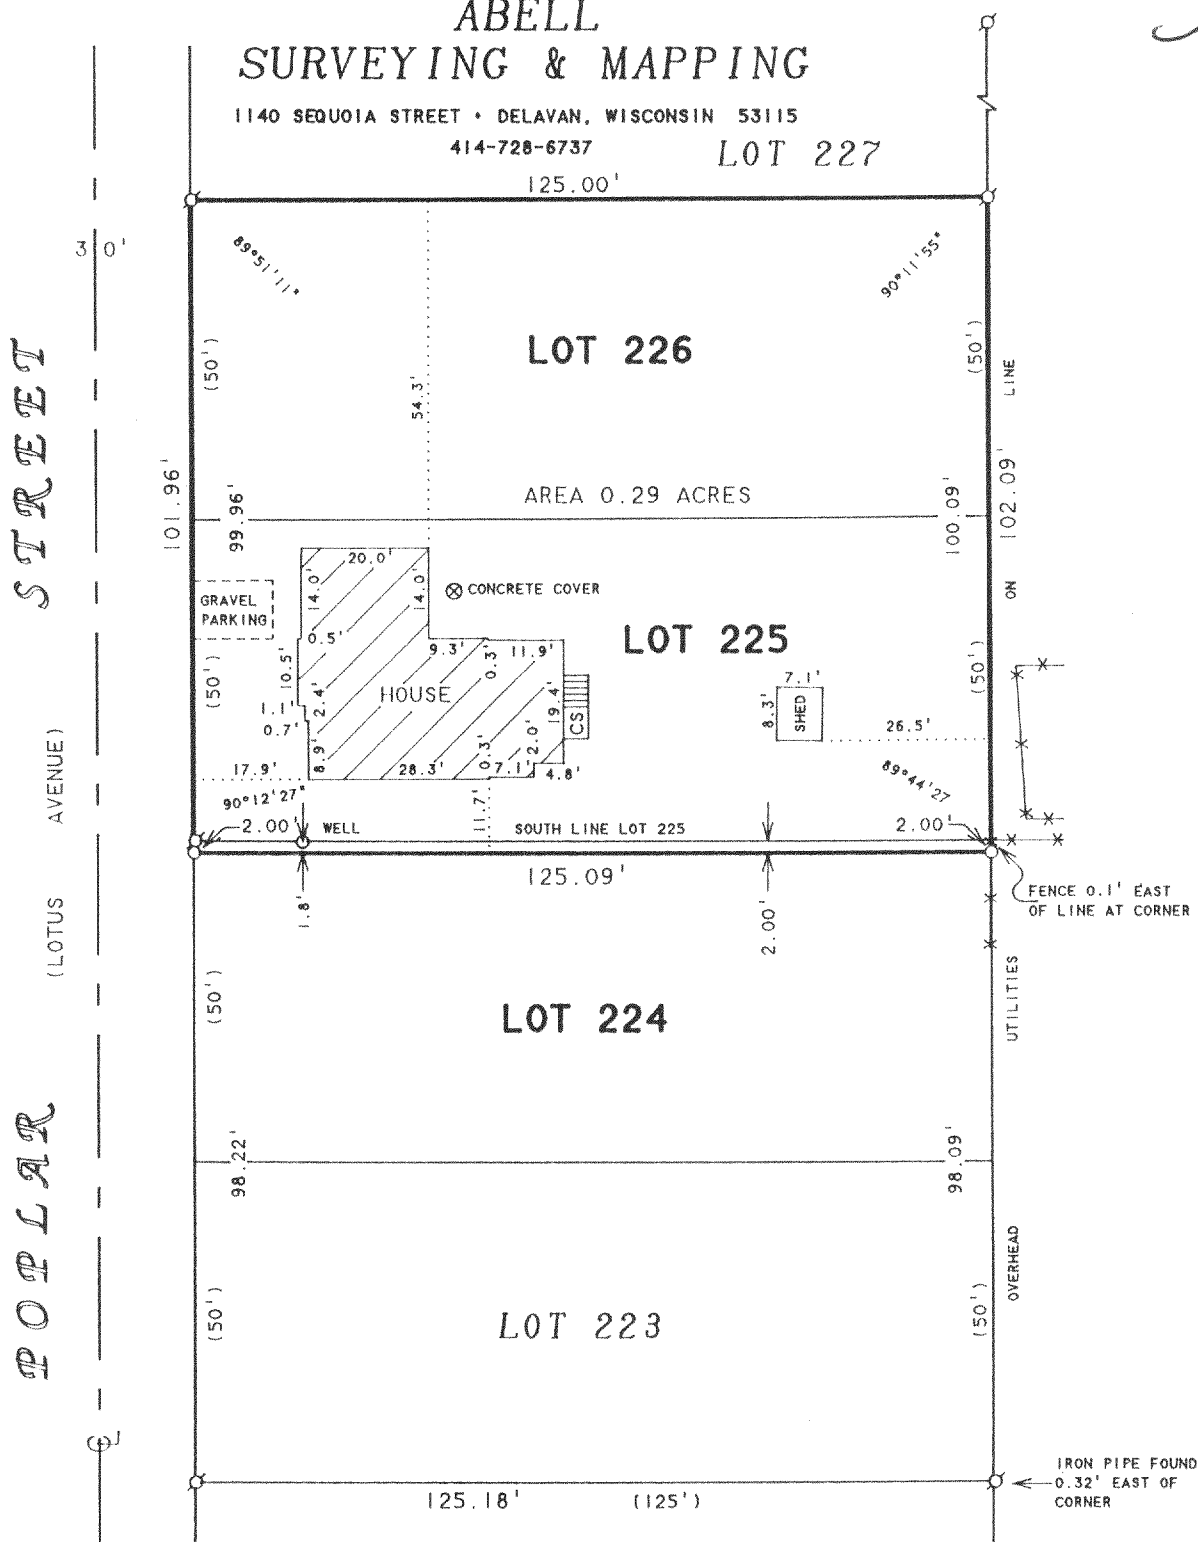 ABELL
SURVEYING & MAPPING
1140 SEQUOIA STREET • DELAVAN, WISCONSIN 53115
414-728-6737
LOT 227
125.00'
30'
89°51'11"
90°11'55"
LOT 226
(50')
(50')
LINE
54.3'
STREET
101.96'
99.96'
AREA 0.29 ACRES
100.09'
102.09'
ON
20.0'
14.0'
14.0'
CONCRETE COVER
GRAVEL
PARKING
0.5'
9.3'
0.3'
11.9'
LOT 225
(50')
(50')
10.5'
2.4'
HOUSE
1.1'
0.7'
19.4'
CS
7.1'
8.3'
SHED
26.5'
17.9'
8.9'
28.3'
0.3'
7.1'
2.0'
4.8'
89°44'27
90°12'27"
11.7'
2.00'
WELL
SOUTH LINE LOT 225
2.00'
(LOTUS AVENUE)
125.09'
1.8'
2.00'
FENCE 0.1' EAST
OF LINE AT CORNER
(50')
LOT 224
UTILITIES
POPLAR
98.22'
98.09'
OVERHEAD
(50')
LOT 223
(50')
IRON PIPE FOUND
0.32' EAST OF
CORNER
125.18' (125')